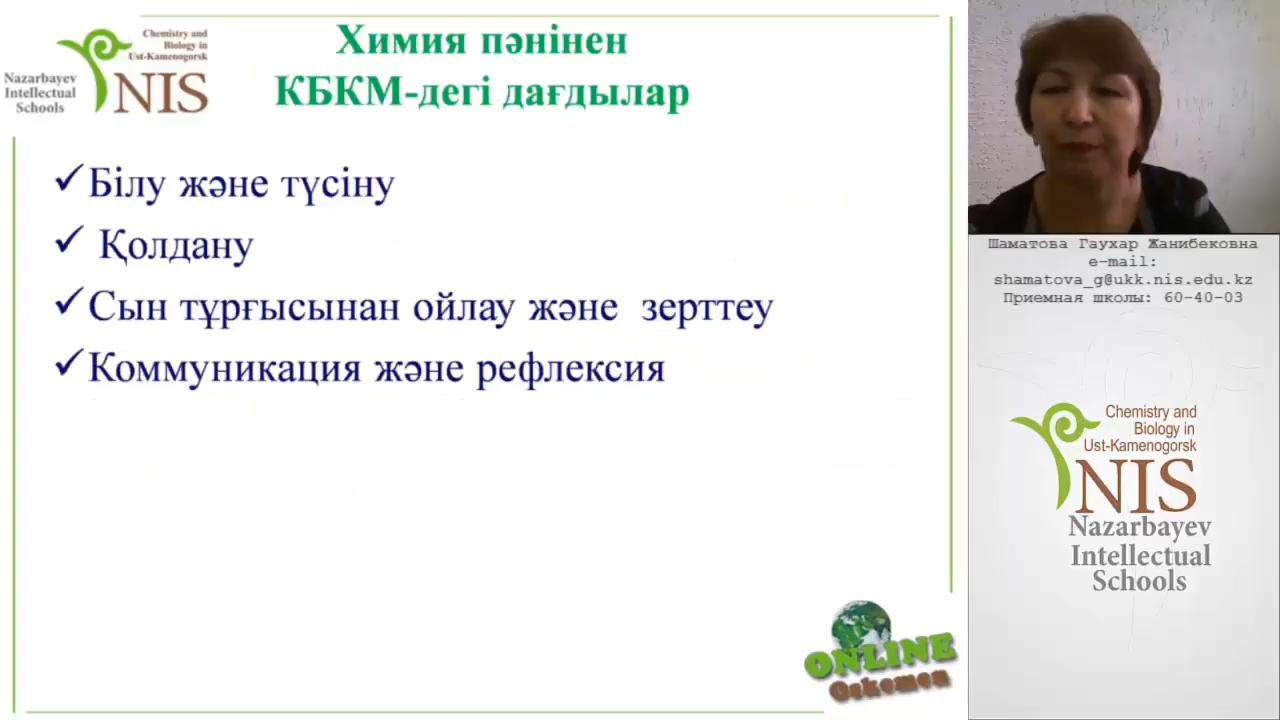 Chemistry and
Biology in
Ust-Kamenogorsk
Nazarbayev
Intellectual
Schools
NIS
Химия пәнінен
КБКМ-дегі дағдылар
Білу және түсіну
Қолдану
Сын тұрғысынан ойлау және зерттеу
Коммуникация және рефлексия
ONLINE
Oskemen
Шаматова Гаухар Жанибековна
e-mail:
shamatova_g@ukk.nis.edu.kz
Приемная школы: 60-40-03
Chemistry and
Biology in
Ust-Kamenogorsk
NIS
Nazarbayev
Intellectual
Schools